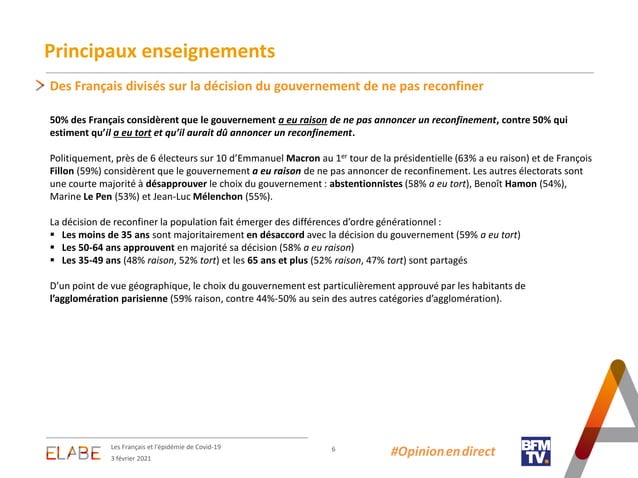 Principaux enseignements
Des Français divisés sur la décision du gouvernement de ne pas reconfiner
50% des Français considèrent que le gouvernement a eu raison de ne pas annoncer un reconfinement, contre 50% qui
estiment qu’il a eu tort et qu’il aurait dû annoncer un reconfinement.
Politiquement, près de 6 électeurs sur 10 d’Emmanuel Macron au 1er tour de la présidentielle (63% a eu raison) et de François
Fillon (59%) considèrent que le gouvernement a eu raison de ne pas annoncer de reconfinement. Les autres électorats sont
une courte majorité à désapprouver le choix du gouvernement : abstentionnistes (58% a eu tort), Benoît Hamon (54%),
Marine Le Pen (53%) et Jean-Luc Mélenchon (55%).
La décision de reconfiner la population fait émerger des différences d’ordre générationnel :
▪ Les moins de 35 ans sont majoritairement en désaccord avec la décision du gouvernement (59% a eu tort)
▪ Les 50-64 ans approuvent en majorité sa décision (58% a eu raison)
▪ Les 35-49 ans (48% raison, 52% tort) et les 65 ans et plus (52% raison, 47% tort) sont partagés
D’un point de vue géographique, le choix du gouvernement est particulièrement approuvé par les habitants de
l’agglomération parisienne (59% raison, contre 44%-50% au sein des autres catégories d’agglomération).
ELABE
Les Français et l’épidémie de Covid-19
3 février 2021
6
#Opinionendirect
BFM
TV.